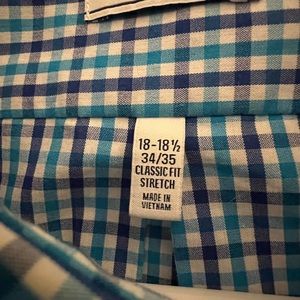 18-18½
34/35
CLASSIC FIT
STRETCH
MADE IN
VIETNAM